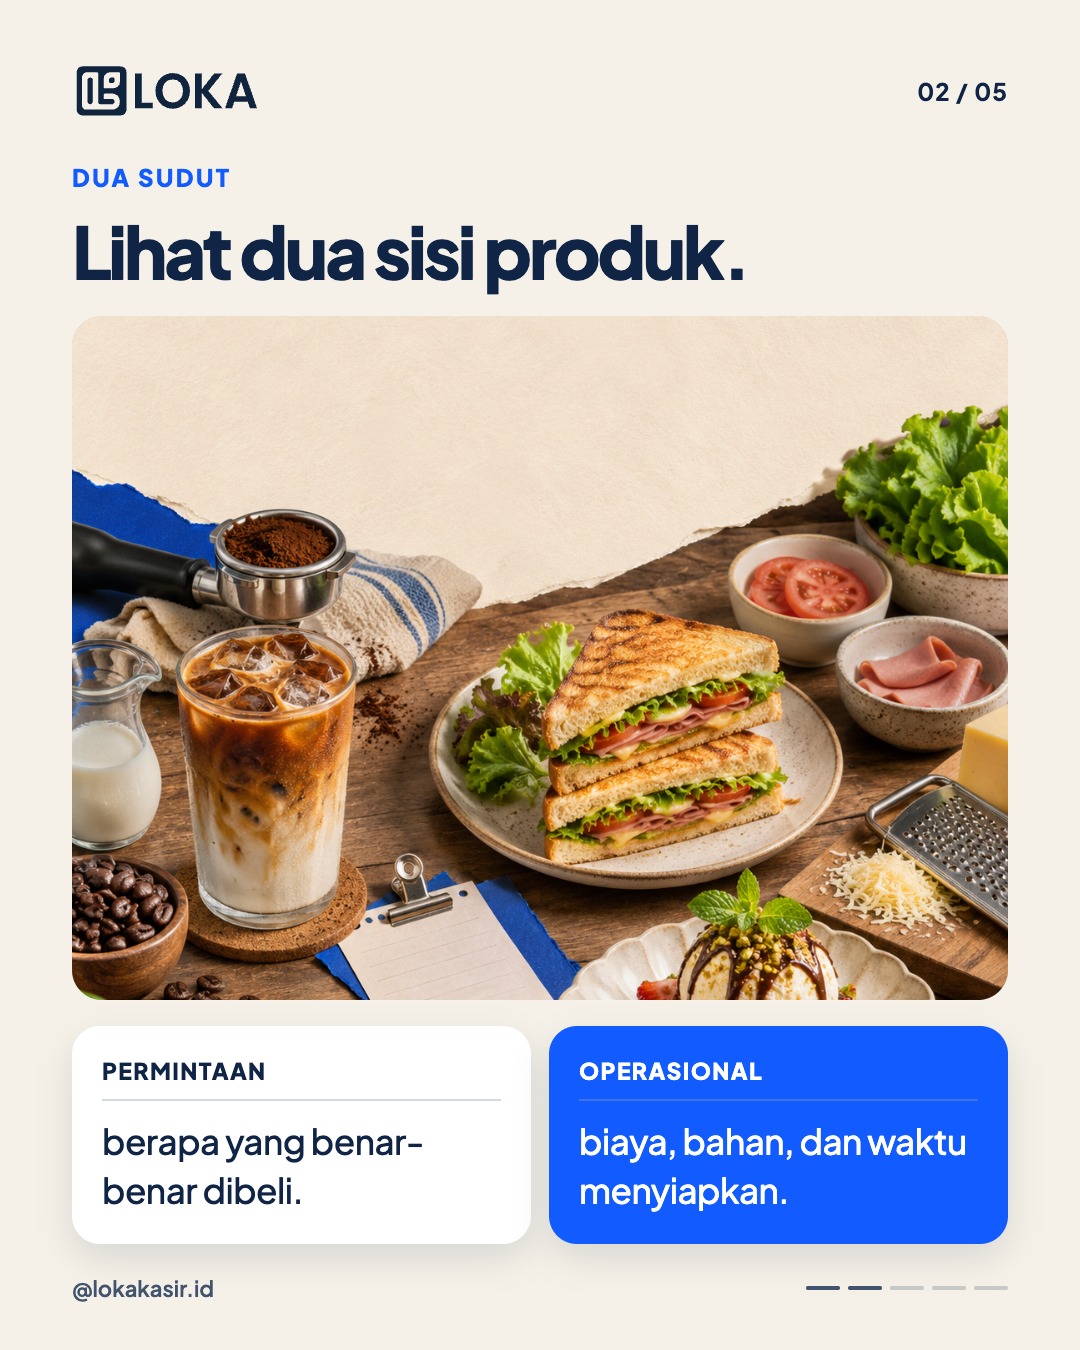 LOKA
02 / 05
DUA SUDUT
Lihat dua sisi produk.
PERMINTAAN
berapa yang benar-
benar dibeli.
OPERASIONAL
biaya, bahan, dan waktu
menyiapkan.
@lokakasir.id